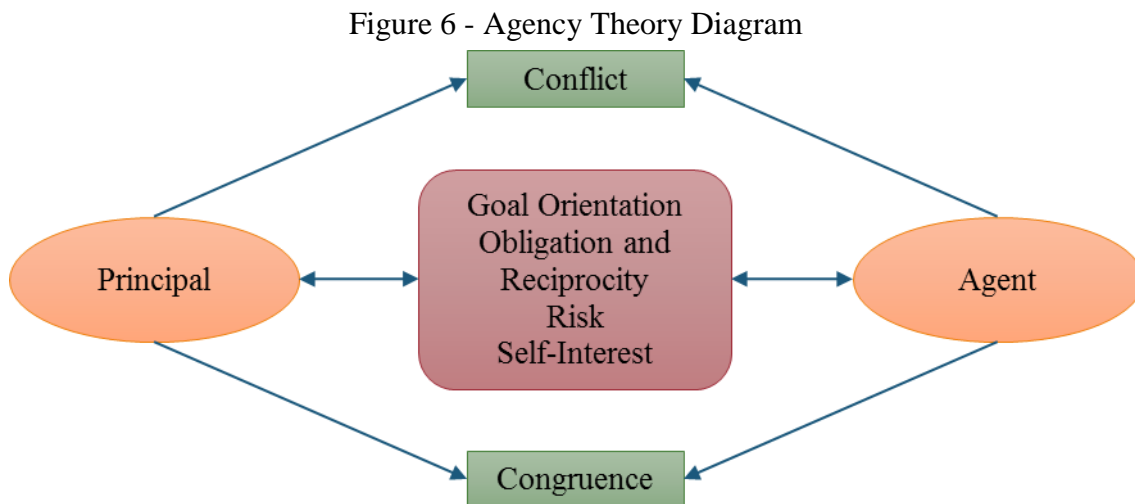 Figure 6 - Agency Theory Diagram
Conflict
Goal Orientation
Obligation and
Reciprocity
Risk
Self-Interest
Principal
Agent
Congruence